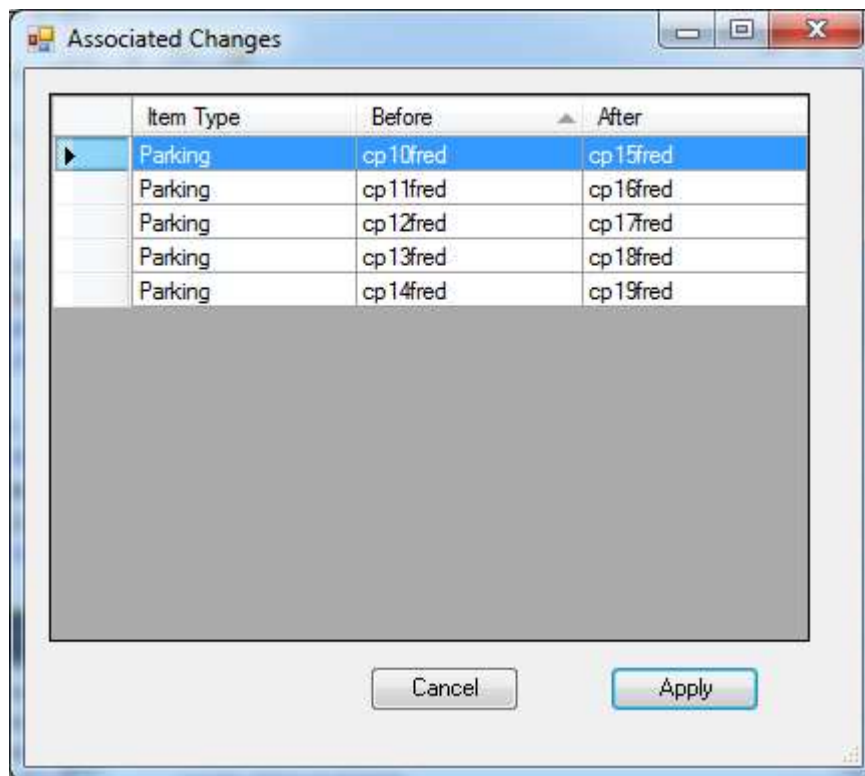 Associated Changes
Item Type Before After
Parking cp10fred cp15fred
Parking cp11fred cp16fred
Parking cp12fred cp17fred
Parking cp13fred cp18fred
Parking cp14fred cp19fred
Cancel Apply